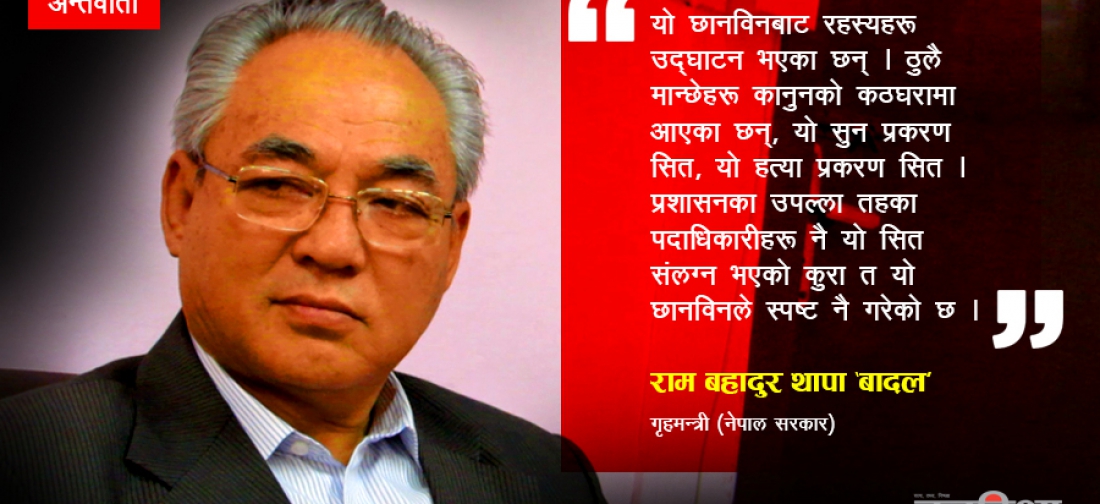 अन्तर्वार्ता
यो छानविनबाट रहस्यहरू
उद्घाटन भएका छन् । ठुलै
मान्छेहरू कानुनको कठघरामा
आएका छन्, यो सुन प्रकरण
सित, यो हत्या प्रकरण सित ।
प्रशासनका उपल्ला तहका
पदाधिकारीहरू नै यो सित
संलग्न भएको कुरा त यो
छानविनले स्पष्ट नै गरेको छ ।
राम बहादुर थापा 'बादल'
गृहमन्त्री (नेपाल सरकार)